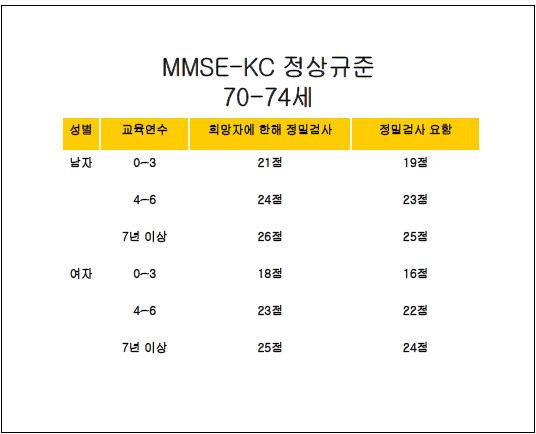 MMSE-KC 정상규준
70-74세
성별 교육연수 희망자에 한해 정밀검사 정밀검사 요함
남자 0-3 21점 19점
4-6 24점 23점
7년 이상 26점 25점
여자 0-3 18점 16점
4-6 23점 22점
7년 이상 25점 24점